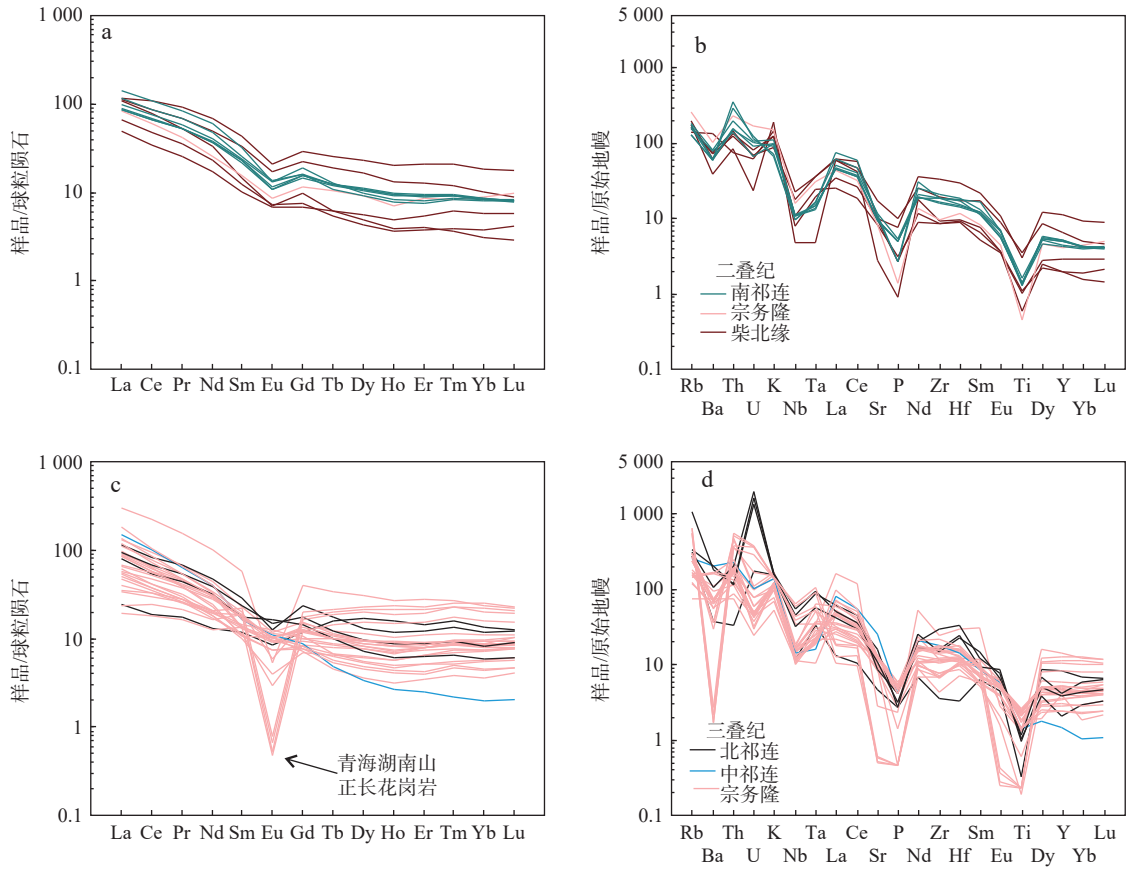 a
1 000
100
10
1
0.1
样品/球粒陨石
La Ce Pr Nd Sm Eu Gd Tb Dy Ho Er Tm Yb Lu
b
5 000
1 000
100
10
1
0.1
样品/原始地幔
二叠纪
南祁连
宗务隆
柴北缘
Rb Th K Ta Ce P Zr Sm Ti Y Lu
Ba U Nb La Sr Nd Hf Eu Dy Yb
c
1 000
100
10
1
0.1
样品/球粒陨石
青海湖南山
正长花岗岩
La Ce Pr Nd Sm Eu Gd Tb Dy Ho Er Tm Yb Lu
d
5 000
1 000
100
10
1
0.1
样品/原始地幔
三叠纪
北祁连
中祁连
宗务隆
Rb Th K Ta Ce P Zr Sm Ti Y Lu
Ba U Nb La Sr Nd Hf Eu Dy Yb